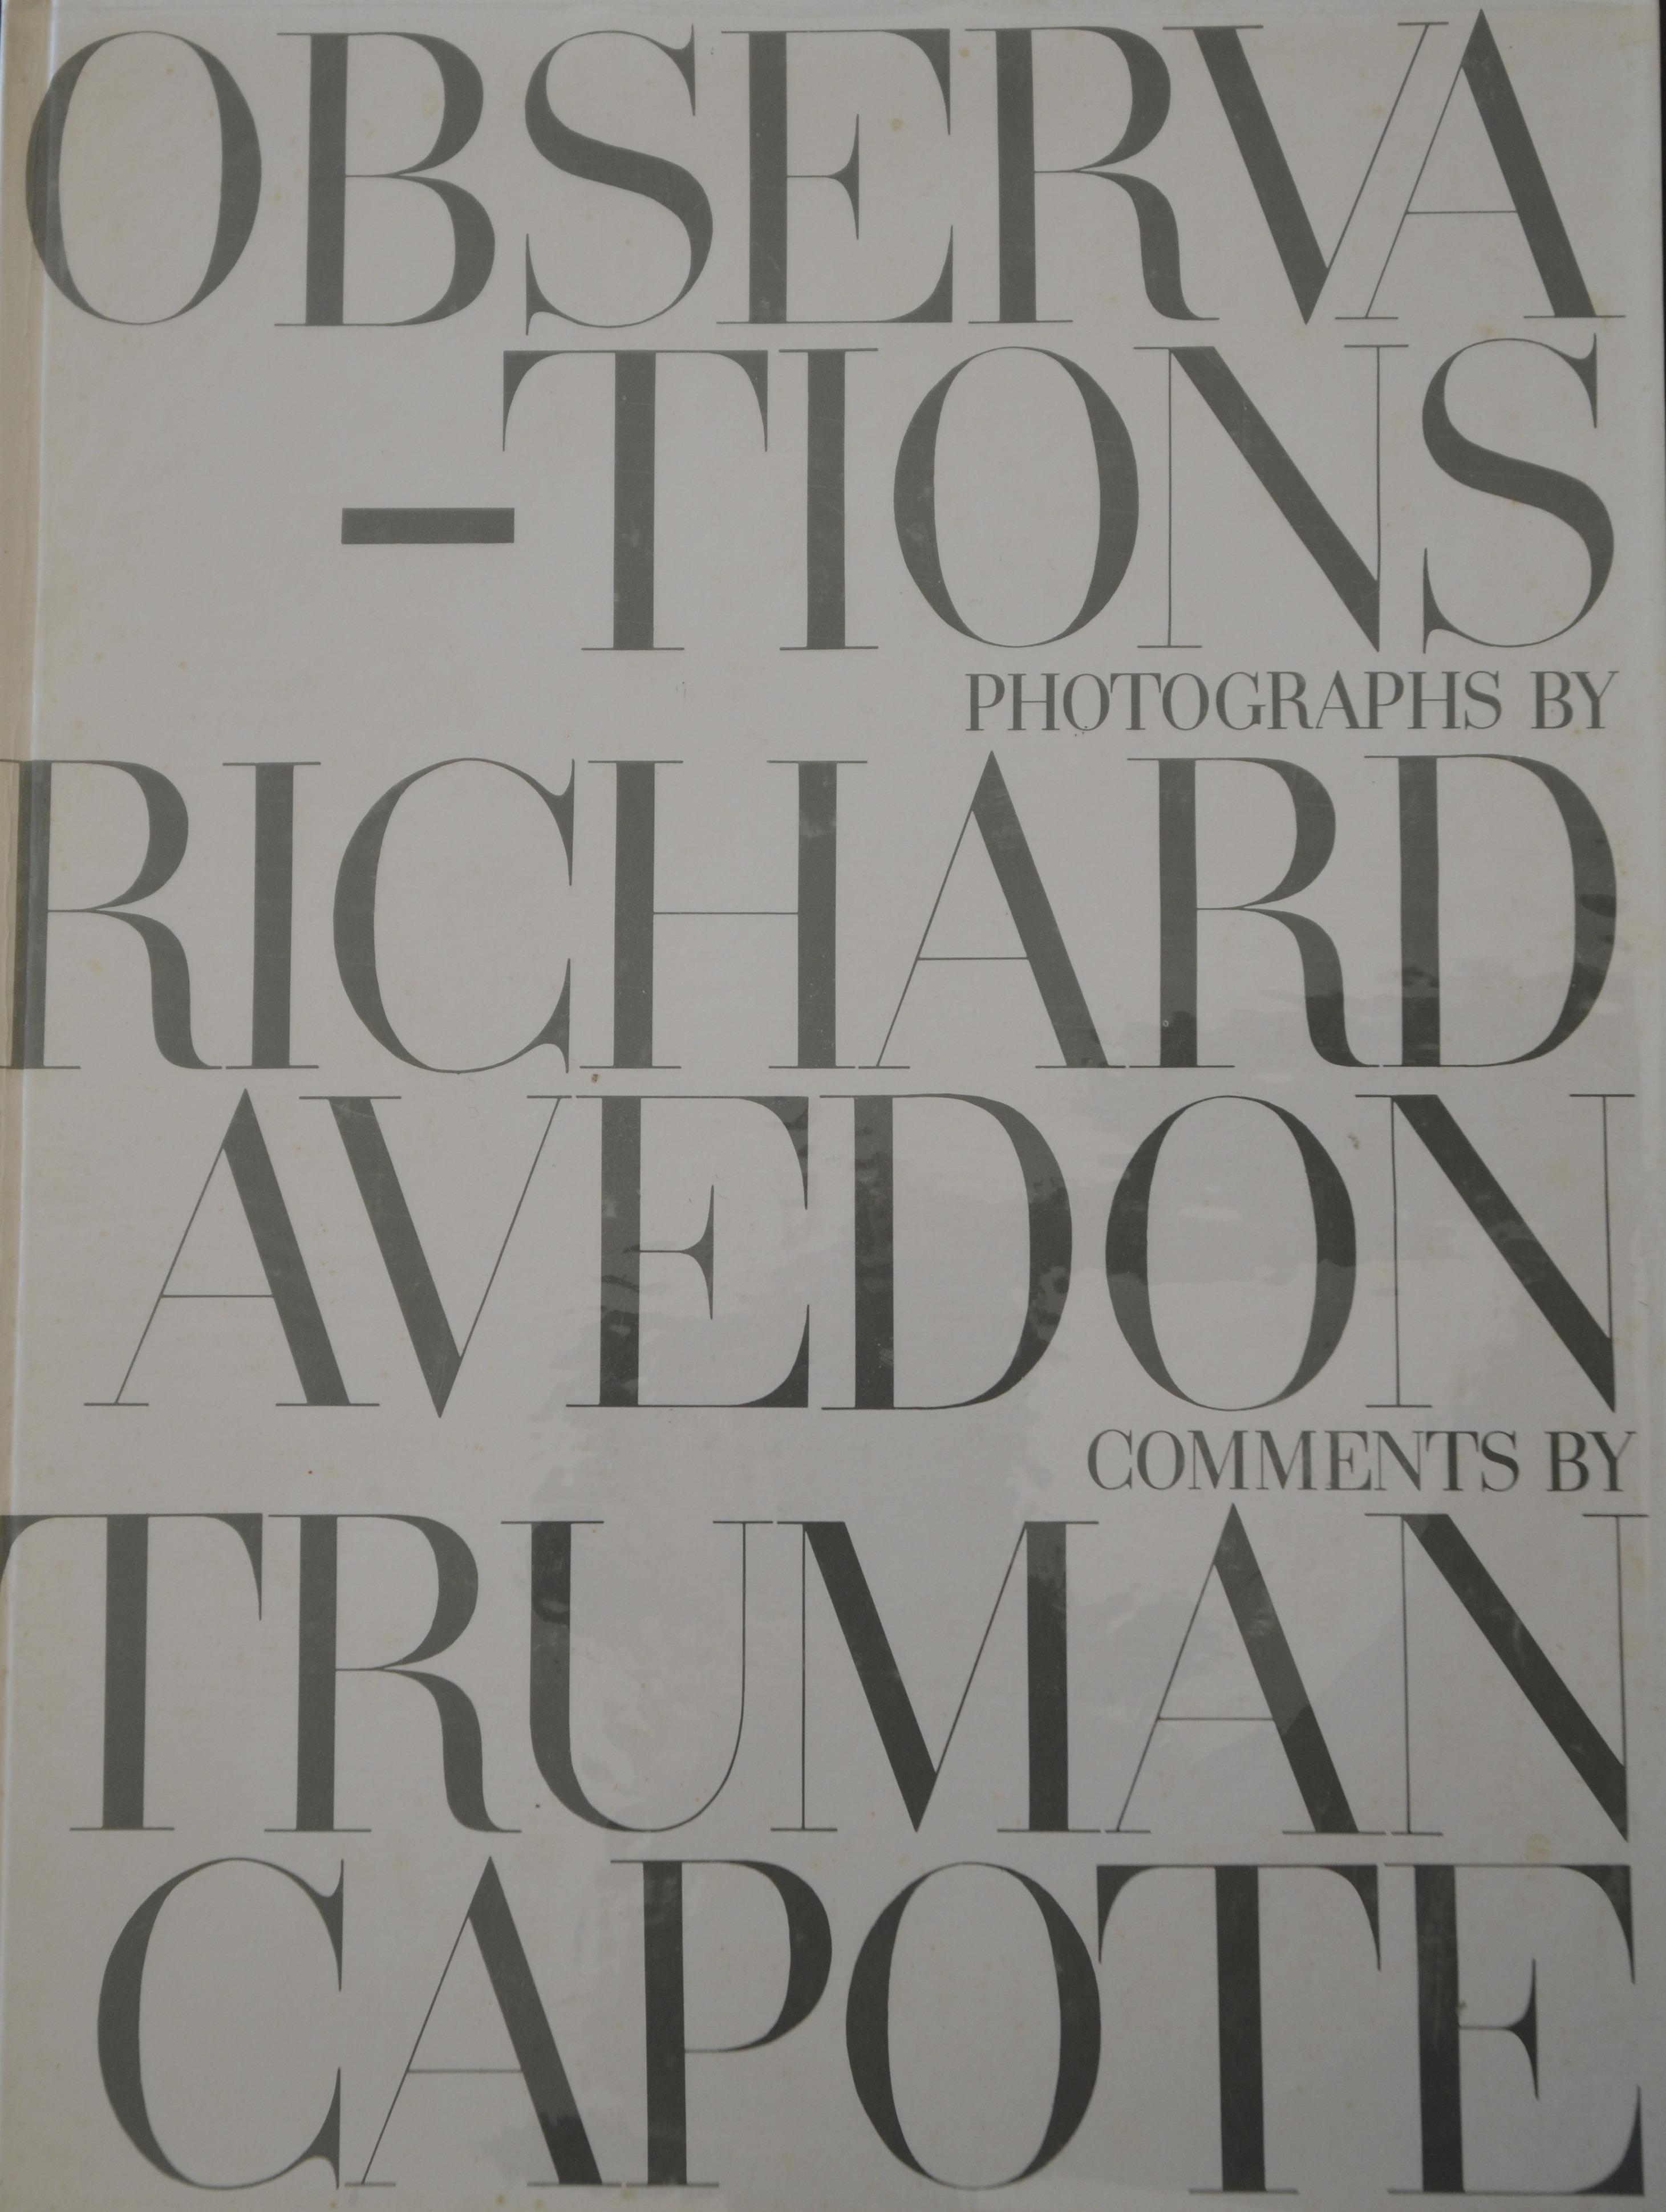 OBSERVA
-TIONS
PHOTOGRAPHS BY
RICHARD
AVEDON
COMMENTS BY
TRUMAN
CAPOTE